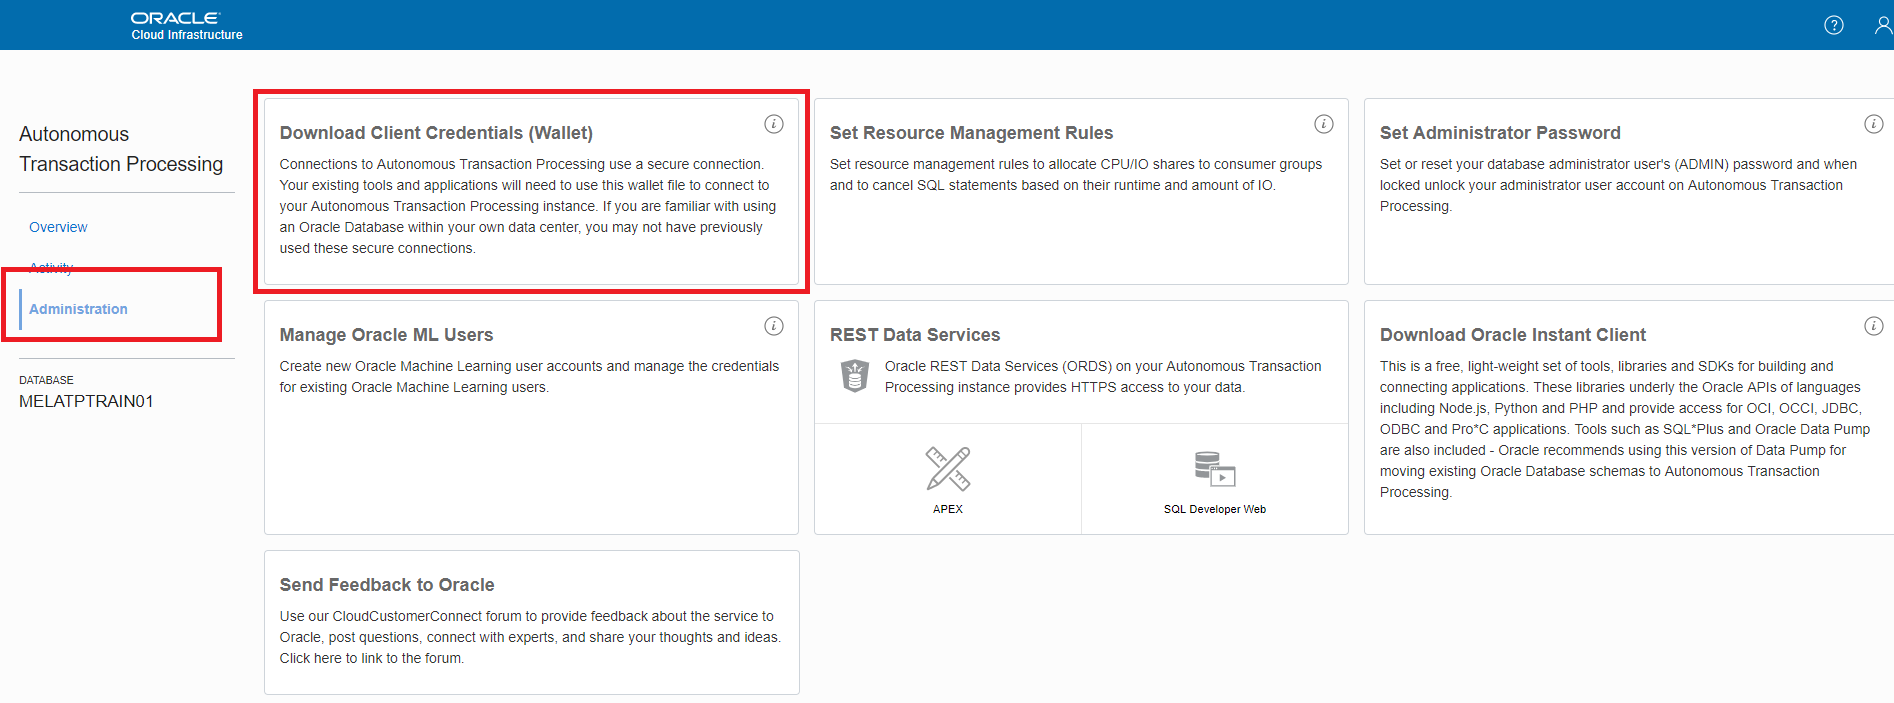 ORACLE
Cloud Infrastructure
Autonomous
Transaction Processing
Overview
Activity
Administration
DATABASE
MELATPTRAIN01
Download Client Credentials (Wallet)
Connections to Autonomous Transaction Processing use a secure connection.
Your existing tools and applications will need to use this wallet file to connect to
your Autonomous Transaction Processing instance. If you are familiar with using
an Oracle Database within your own data center, you may not have previously
used these secure connections.
Set Resource Management Rules
Set resource management rules to allocate CPU/IO shares to consumer groups
and to cancel SQL statements based on their runtime and amount of IO.
Set Administrator Password
Set or reset your database administrator user's (ADMIN) password and when
locked unlock your administrator user account on Autonomous Transaction
Processing.
Manage Oracle ML Users
Create new Oracle Machine Learning user accounts and manage the credentials
for existing Oracle Machine Learning users.
REST Data Services
Oracle REST Data Services (ORDS) on your Autonomous Transaction
Processing instance provides HTTPS access to your data.
APEX
SQL Developer Web
Download Oracle Instant Client
This is a free, light-weight set of tools, libraries and SDKs for building and
connecting applications. These libraries underly the Oracle APIs of languages
including Node.js, Python and PHP and provide access for OCI, OCCI, JDBC,
ODBC and Pro*C applications. Tools such as SQL*Plus and Oracle Data Pump
are also included - Oracle recommends using this version of Data Pump for
moving existing Oracle Database schemas to Autonomous Transaction
Processing.
Send Feedback to Oracle
Use our CloudCustomerConnect forum to provide feedback about the service to
Oracle, post questions, connect with experts, and share your thoughts and ideas.
Click here to link to the forum.